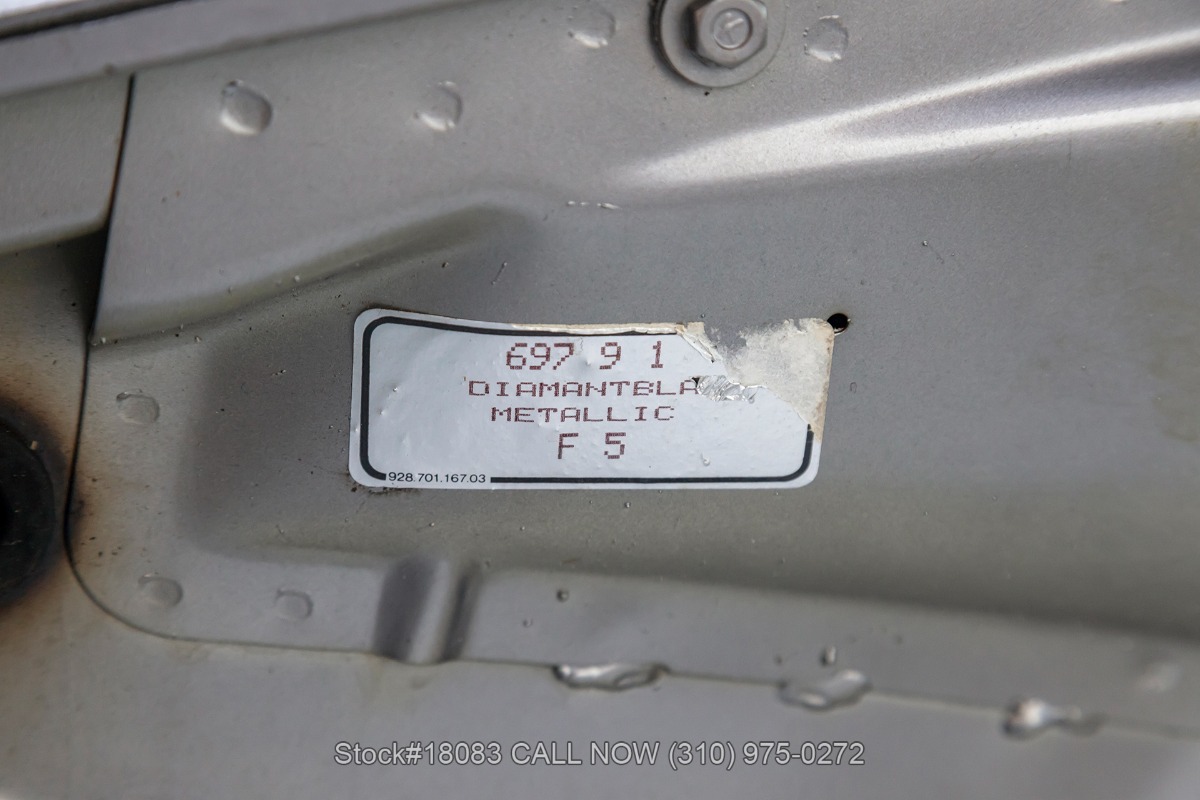 697 9 1
DIAMANTBLA
METALLIC
F 5
928.701.167.03
Stock#18083 CALL NOW (310) 975-0272